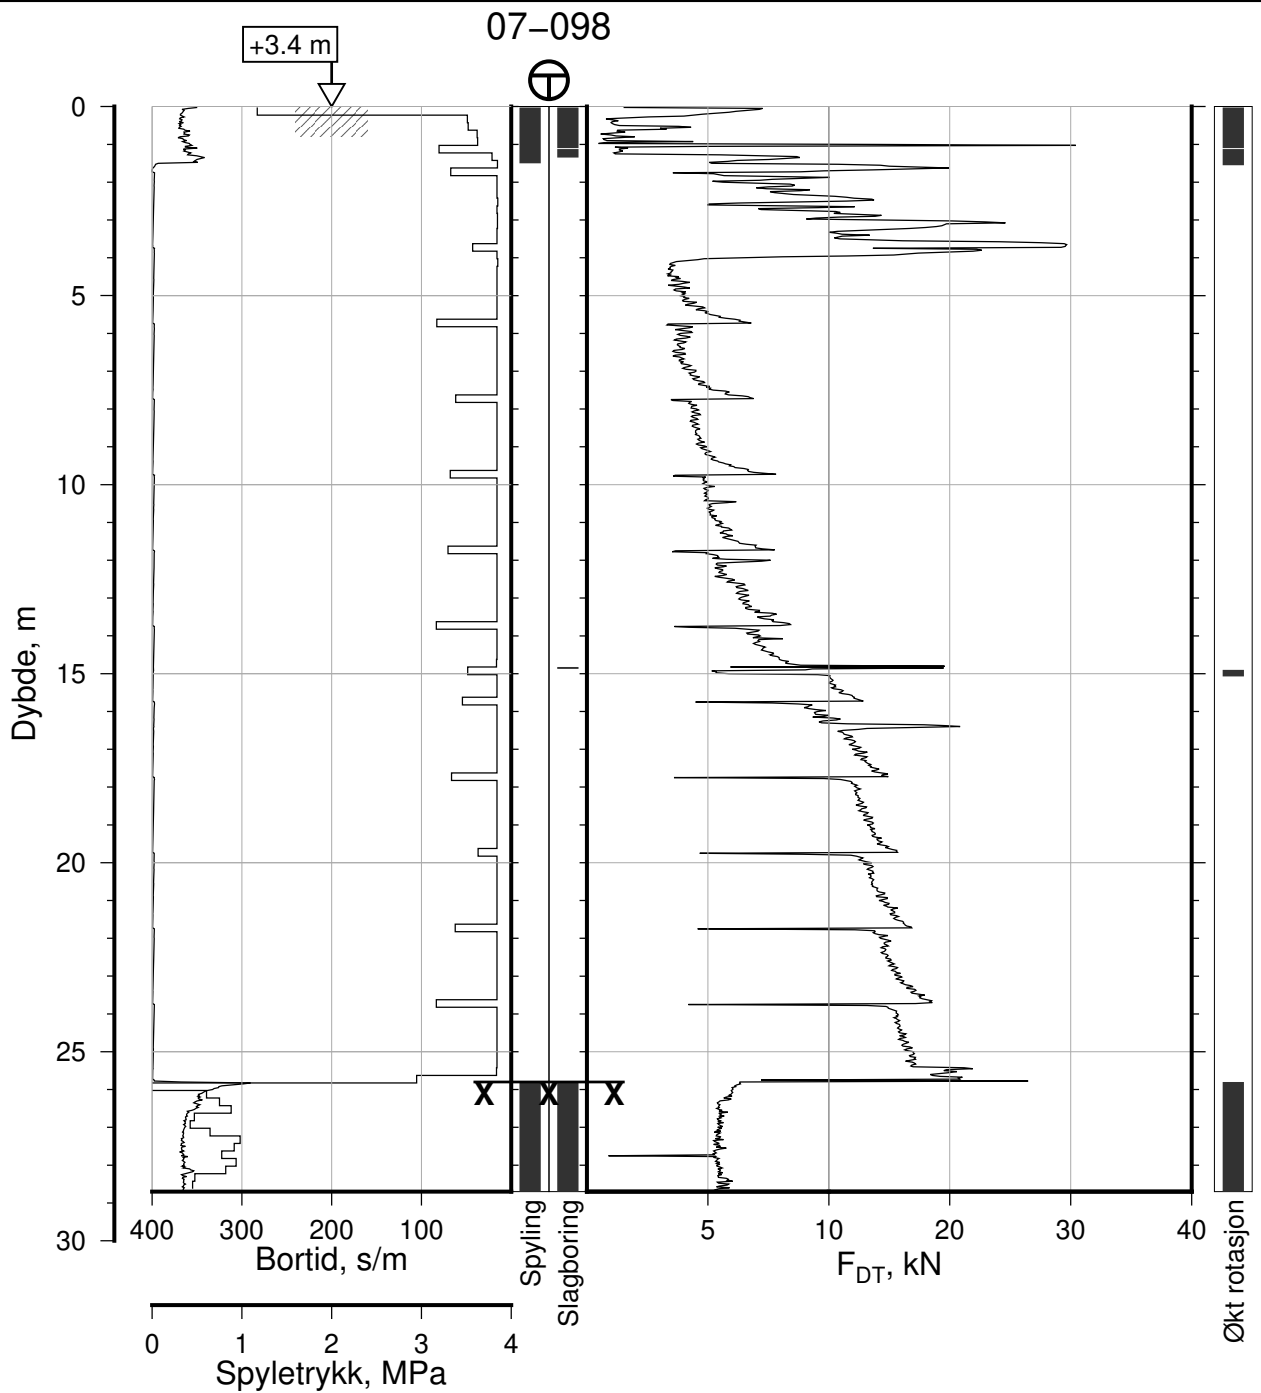 07–098
+3.4 m
0
5
10
15
20
25
30
Dybde, m
X X X
400 300 200 100
Bortid, s/m
0 1 2 3 4
Spyletrykk, MPa
Spyling
Slagboring
5 10 20 30 40
F_DT, kN
Økt rotasjon